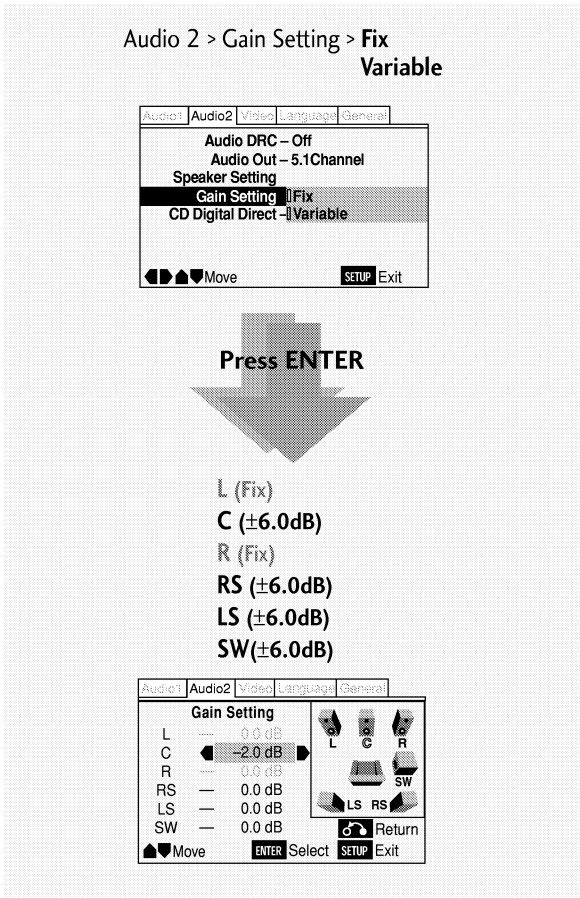 Audio 2 > Gain Setting > Fix
Variable
Audio1 Audio2 Video Language General
Audio DRC – Off
Audio Out – 5.1Channel
Speaker Setting
Gain Setting Fix
CD Digital Direct – Variable
Move SETUP Exit
Press ENTER
L (Fix)
C (±6.0dB)
R (Fix)
RS (±6.0dB)
LS (±6.0dB)
SW(±6.0dB)
Audio1 Audio2 Video Language General
Gain Setting
L ---- 0.0 dB
C –2.0 dB
R ---- 0.0 dB
RS — 0.0 dB
LS — 0.0 dB
SW — 0.0 dB
L C R
SW
LS RS
Return
Move ENTER Select SETUP Exit